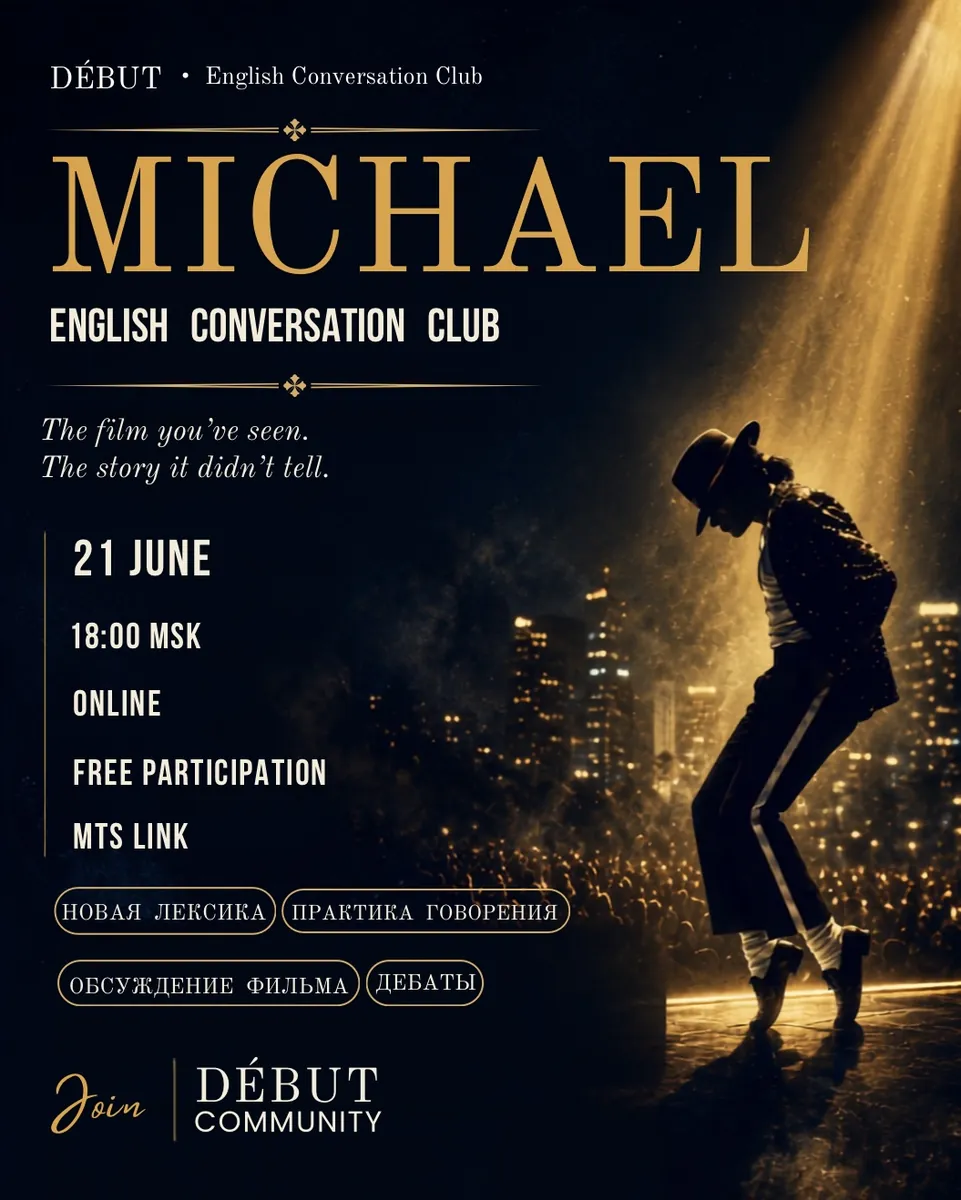 DÉBUT • English Conversation Club
MICHAEL
ENGLISH CONVERSATION CLUB
The film you've seen.
The story it didn't tell.
21 JUNE
18:00 MSK
ONLINE
FREE PARTICIPATION
MTS LINK
НОВАЯ ЛЕКСИКА ПРАКТИКА ГОВОРЕНИЯ
ОБСУЖДЕНИЕ ФИЛЬМА ДЕБАТЫ
Join DÉBUT
COMMUNITY